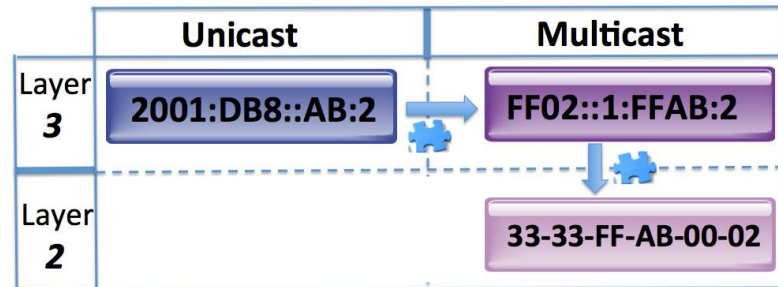 Unicast
Multicast
Layer
3
2001:DB8::AB:2
FF02::1:FFAB:2
Layer
2
33-33-FF-AB-00-02